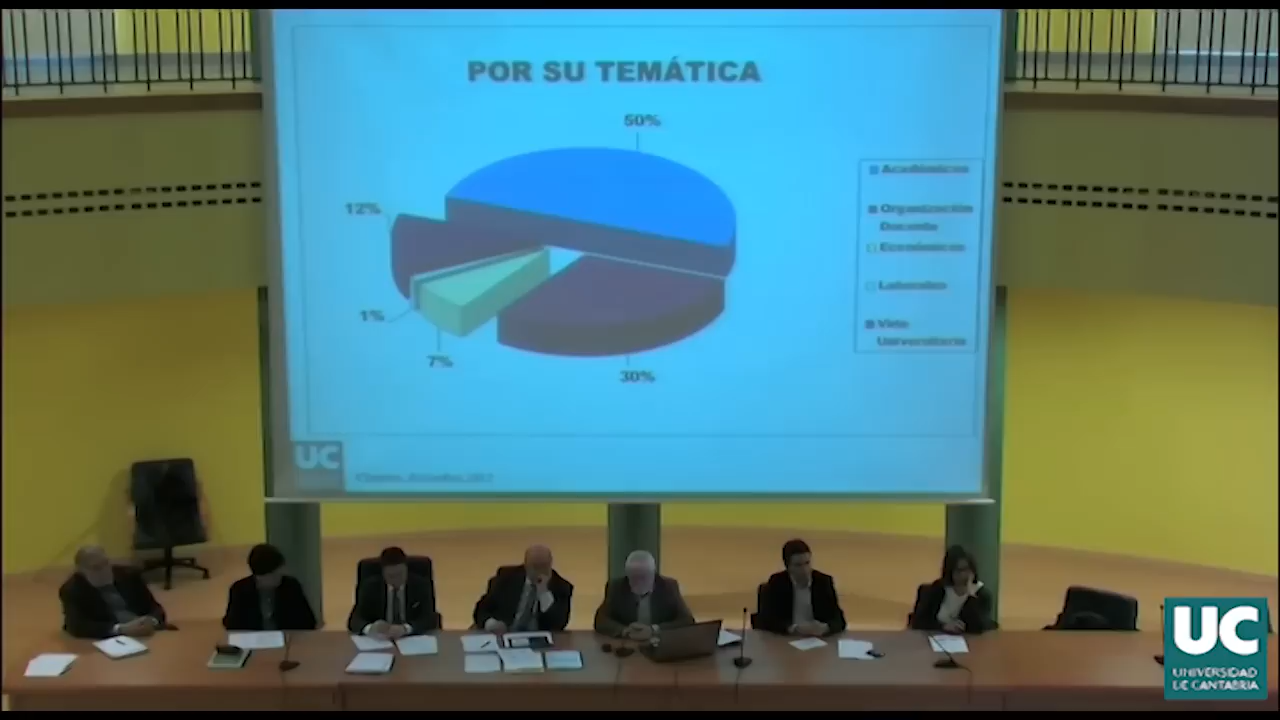 POR SU TEMÁTICA
50%
12%
1%
7%
30%
Académicos
Organización
Docente
Económicos
Laborales
Vida
Universitaria
UC
UC
UNIVERSIDAD
DE CANTABRIA